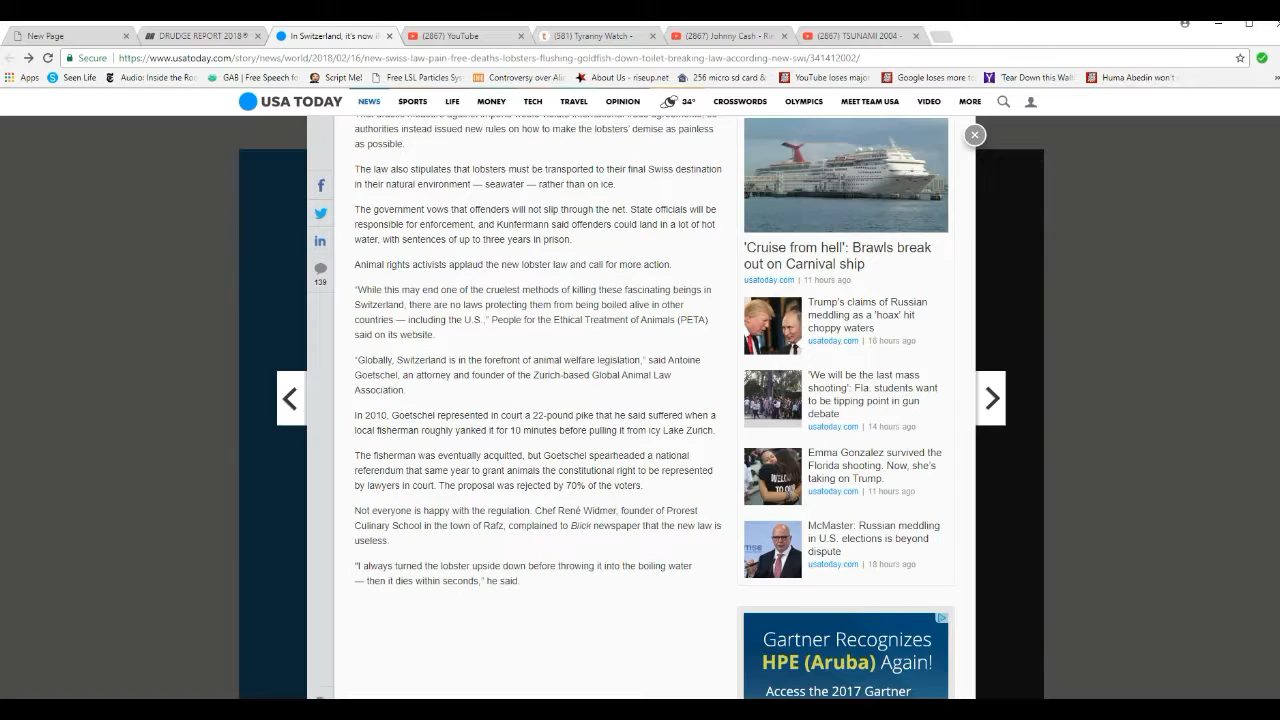 New Page
DRUDGE REPORT 2018®
In Switzerland, it's now i
(2867) YouTube
(581) Tyranny Watch -
(2867) Johnny Cash - Ri
(2867) TSUNAMI 2004 -
Secure
https://www.usatoday.com/story/news/world/2018/02/16/new-swiss-law-pain-free-deaths-lobsters-flushing-goldfish-down-toilet-breaking-law-according-new-swi/341412002/
Apps
Seen Life
Audio: Inside the Rom
GAB | Free Speech fo
Script Me!
Free LSL Particle Sys
Controversy over Ali
About Us - riseup.net
256 micro sd card &
YouTube loses major
Google loses more to
Tear Down this Wall!
Huma Abedin won't
USA TODAY
NEWS
SPORTS
LIFE
MONEY
TECH
TRAVEL
OPINION
34°
CROSSWORDS
OLYMPICS
MEET TEAM USA
VIDEO
MORE
authorities instead issued new rules on how to make the lobsters' demise as painless
as possible.
The law also stipulates that lobsters must be transported to their final Swiss destination
in their natural environment — seawater — rather than on ice.
The government vows that offenders will not slip through the net. State officials will be
responsible for enforcement, and Kunfermann said offenders could land in a lot of hot
water, with sentences of up to three years in prison.
139
Animal rights activists applaud the new lobster law and call for more action.
“While this may end one of the cruelest methods of killing these fascinating beings in
Switzerland, there are no laws protecting them from being boiled alive in other
countries — including the U.S.,” People for the Ethical Treatment of Animals (PETA)
said on its website.
“Globally, Switzerland is in the forefront of animal welfare legislation,” said Antoine
Goetschel, an attorney and founder of the Zurich-based Global Animal Law
Association.
In 2010, Goetschel represented in court a 22-pound pike that he said suffered when a
local fisherman roughly yanked it for 10 minutes before pulling it from icy Lake Zurich.
The fisherman was eventually acquitted, but Goetschel spearheaded a national
referendum that same year to grant animals the constitutional right to be represented
by lawyers in court. The proposal was rejected by 70% of the voters.
Not everyone is happy with the regulation. Chef René Widmer, founder of Prorest
Culinary School in the town of Rafz, complained to Blick newspaper that the new law is
useless.
"I always turned the lobster upside down before throwing it into the boiling water
— then it dies within seconds,” he said.
'Cruise from hell': Brawls break
out on Carnival ship
usatoday.com | 11 hours ago
Trump's claims of Russian
meddling as a 'hoax' hit
choppy waters
usatoday.com | 16 hours ago
'We will be the last mass
shooting': Fla. students want
to be tipping point in gun
debate
usatoday.com | 14 hours ago
Emma Gonzalez survived the
Florida shooting. Now, she's
taking on Trump.
usatoday.com | 11 hours ago
McMaster: Russian meddling
in U.S. elections is beyond
dispute
usatoday.com | 18 hours ago
Gartner Recognizes
HPE (Aruba) Again!
Access the 2017 Gartner